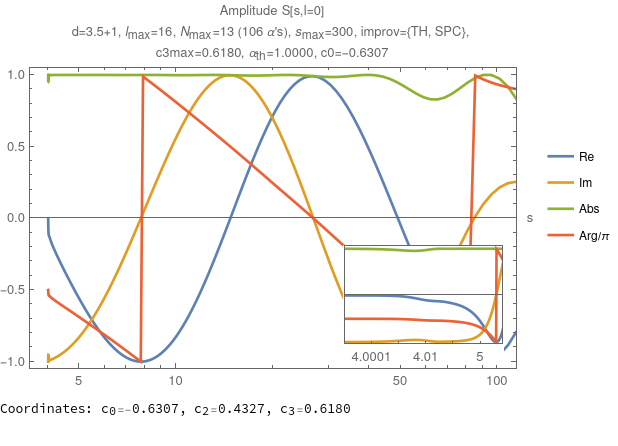 Amplitude S[s,l=0]
d=3.5+1, lmax=16, Nmax=13 (106 α's), smax=300, improv={TH, SPC},
c3max=0.6180, αth=1.0000, c0=-0.6307
1.0
0.5
0.0
-0.5
-1.0
5
10
50
100
s
4.0001
4.01
5
Re
Im
Abs
Arg/π
Coordinates: c0=-0.6307, c2=0.4327, c3=0.6180